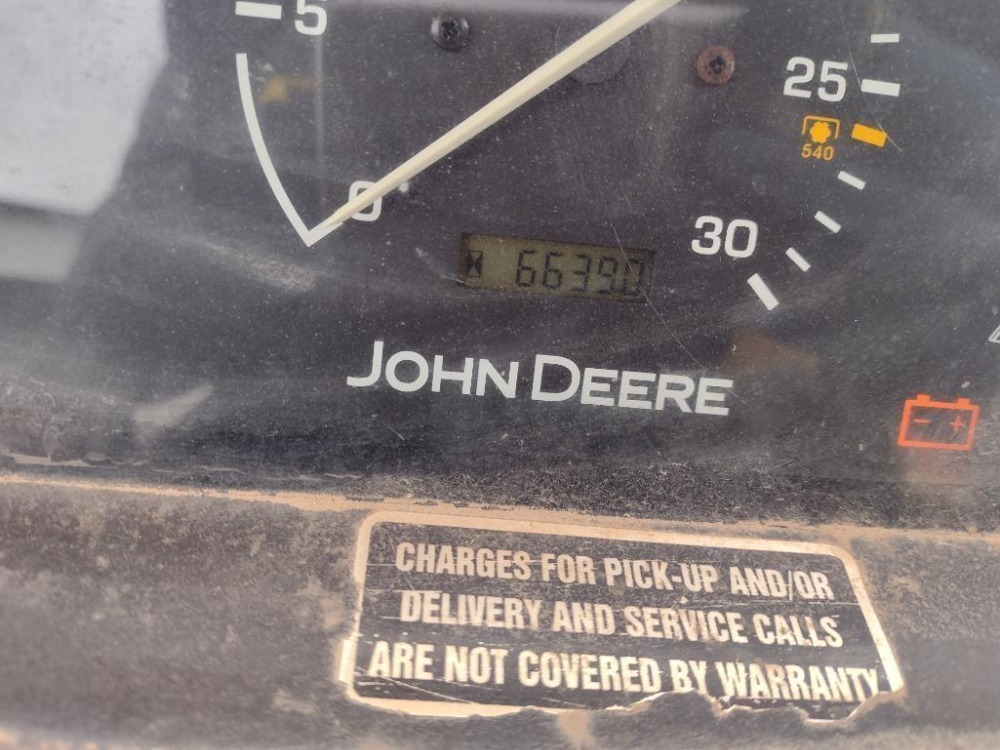 5
25
540
0
30
6639.0
JOHN DEERE
- +
CHARGES FOR PICK-UP AND/OR
DELIVERY AND SERVICE CALLS
ARE NOT COVERED BY WARRANTY